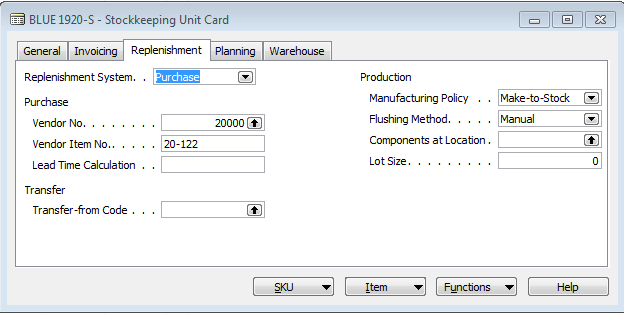 BLUE 1920-S - Stockkeeping Unit Card
General Invoicing Replenishment Planning Warehouse
Replenishment System. . Purchase
Purchase
Vendor No. . . . . . . . 20000
Vendor Item No.. . . . . 20-122
Lead Time Calculation . .
Transfer
Transfer-from Code . . .
Production
Manufacturing Policy . . Make-to-Stock
Flushing Method. . . . . Manual
Components at Location .
Lot Size. . . . . . . . . 0
SKU Item Functions Help